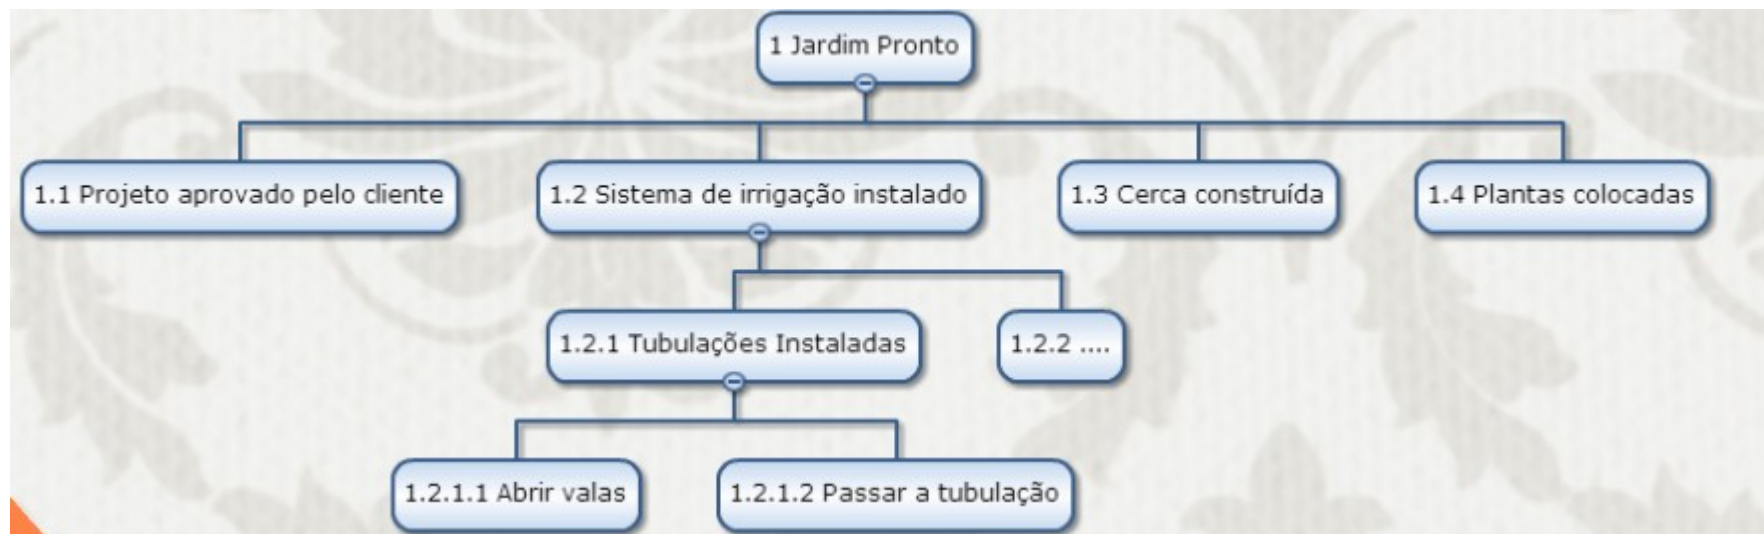 1 Jardim Pronto
1.1 Projeto aprovado pelo cliente
1.2 Sistema de irrigação instalado
1.3 Cerca construída
1.4 Plantas colocadas
1.2.1 Tubulações Instaladas
1.2.2 ....
1.2.1.1 Abrir valas
1.2.1.2 Passar a tubulação